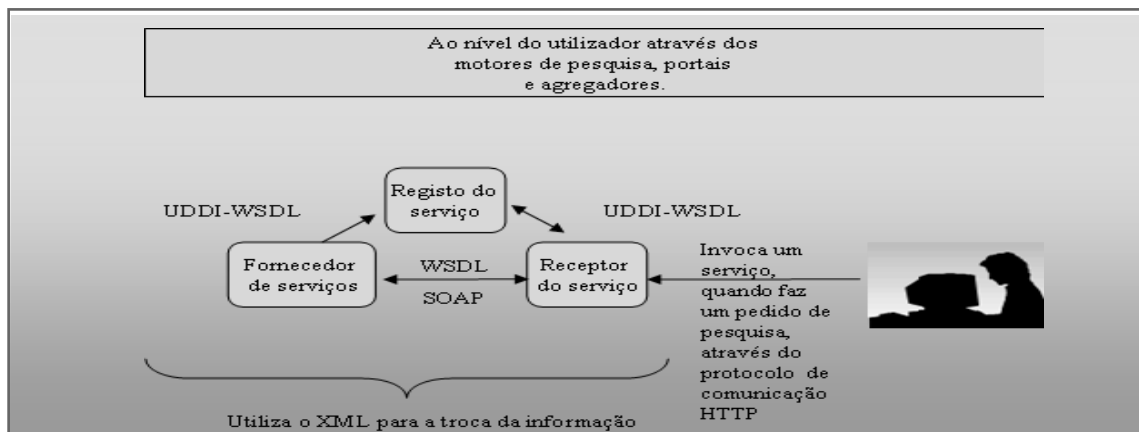 Ao nível do utilizador através dos
motores de pesquisa, portais
e agregadores.
Registo do
serviço
UDDI-WSDL
UDDI-WSDL
Fornecedor
de serviços
WSDL
SOAP
Receptor
do serviço
Invoca um
serviço,
quando faz
um pedido de
pesquisa,
através do
protocolo de
comunicação
HTTP
Utiliza o XML para a troca da informação